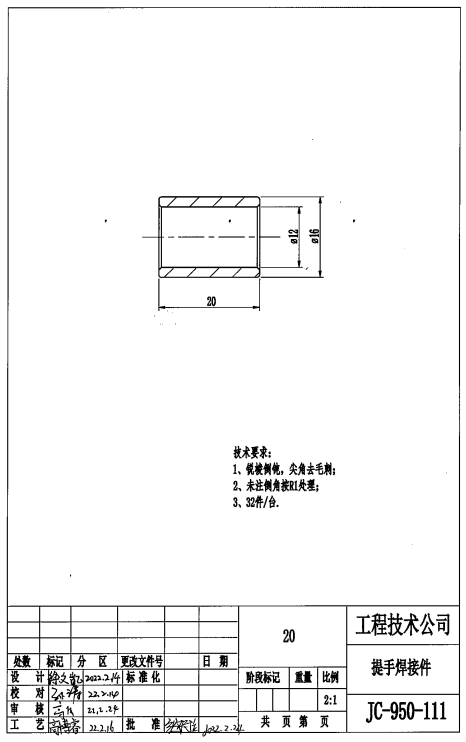 ø12
ø16
20
技术要求:
1、锐棱倒钝，尖角去毛刺;
2、未注倒角按R1处理;
3、32件/台.
20
工程技术公司
处数 标记 分 区 更改文件号 日 期
提手焊接件
设 计 2022.2.14 标 准 化
阶段标记 重量 比例
校 对 22.2.14
2:1
审 核
JC-950-111
工 艺 22.2.16 批 准 2022.2.24
共 页 第 页